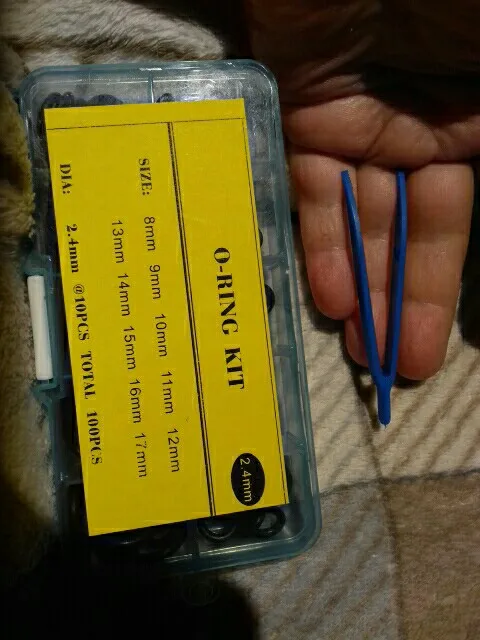 O-RING KIT
2.4mm
SIZE: 8mm 9mm 10mm 11mm 12mm
13mm 14mm 15mm 16mm 17mm
DIA: 2.4mm @10PCS TOTAL 100PCS